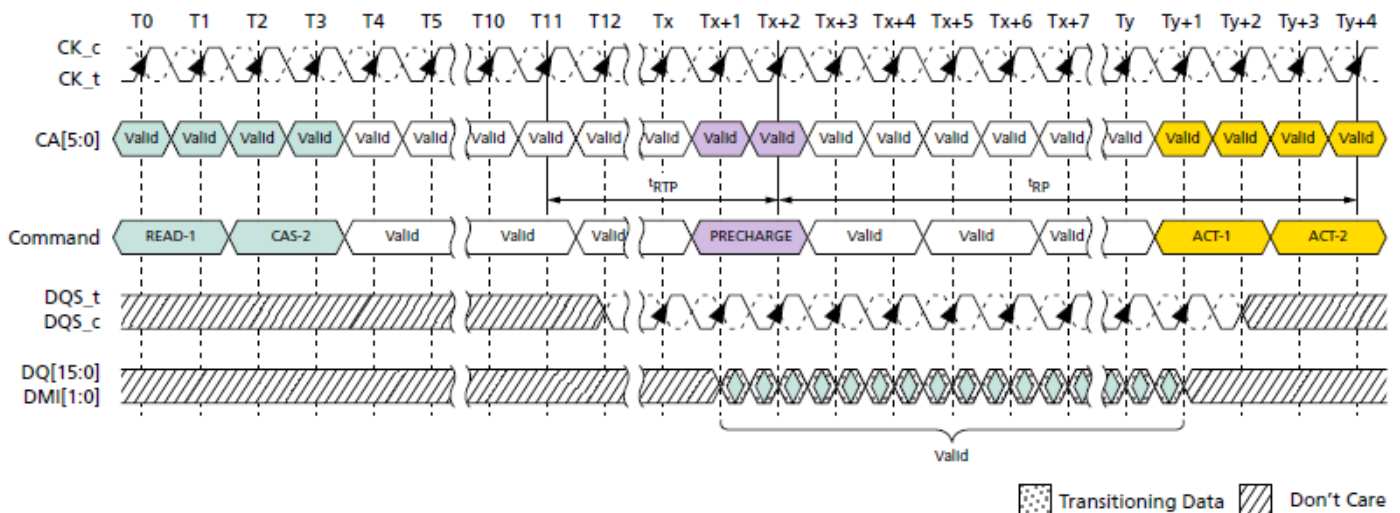 T0 T1 T2 T3 T4 T5 T10 T11 T12 Tx Tx+1 Tx+2 Tx+3 Tx+4 Tx+5 Tx+6 Tx+7 Ty Ty+1 Ty+2 Ty+3 Ty+4
CK_c
CK_t
CA[5:0] Valid Valid Valid Valid Valid Valid Valid Valid Valid Valid Valid Valid Valid Valid Valid Valid Valid Valid Valid Valid Valid Valid
tRTP tRP
Command READ-1 CAS-2 Valid Valid Valid PRECHARGE Valid Valid Valid ACT-1 ACT-2
DQS_t
DQS_c
DQ[15:0]
DMI[1:0]
Valid
Transitioning Data Don't Care